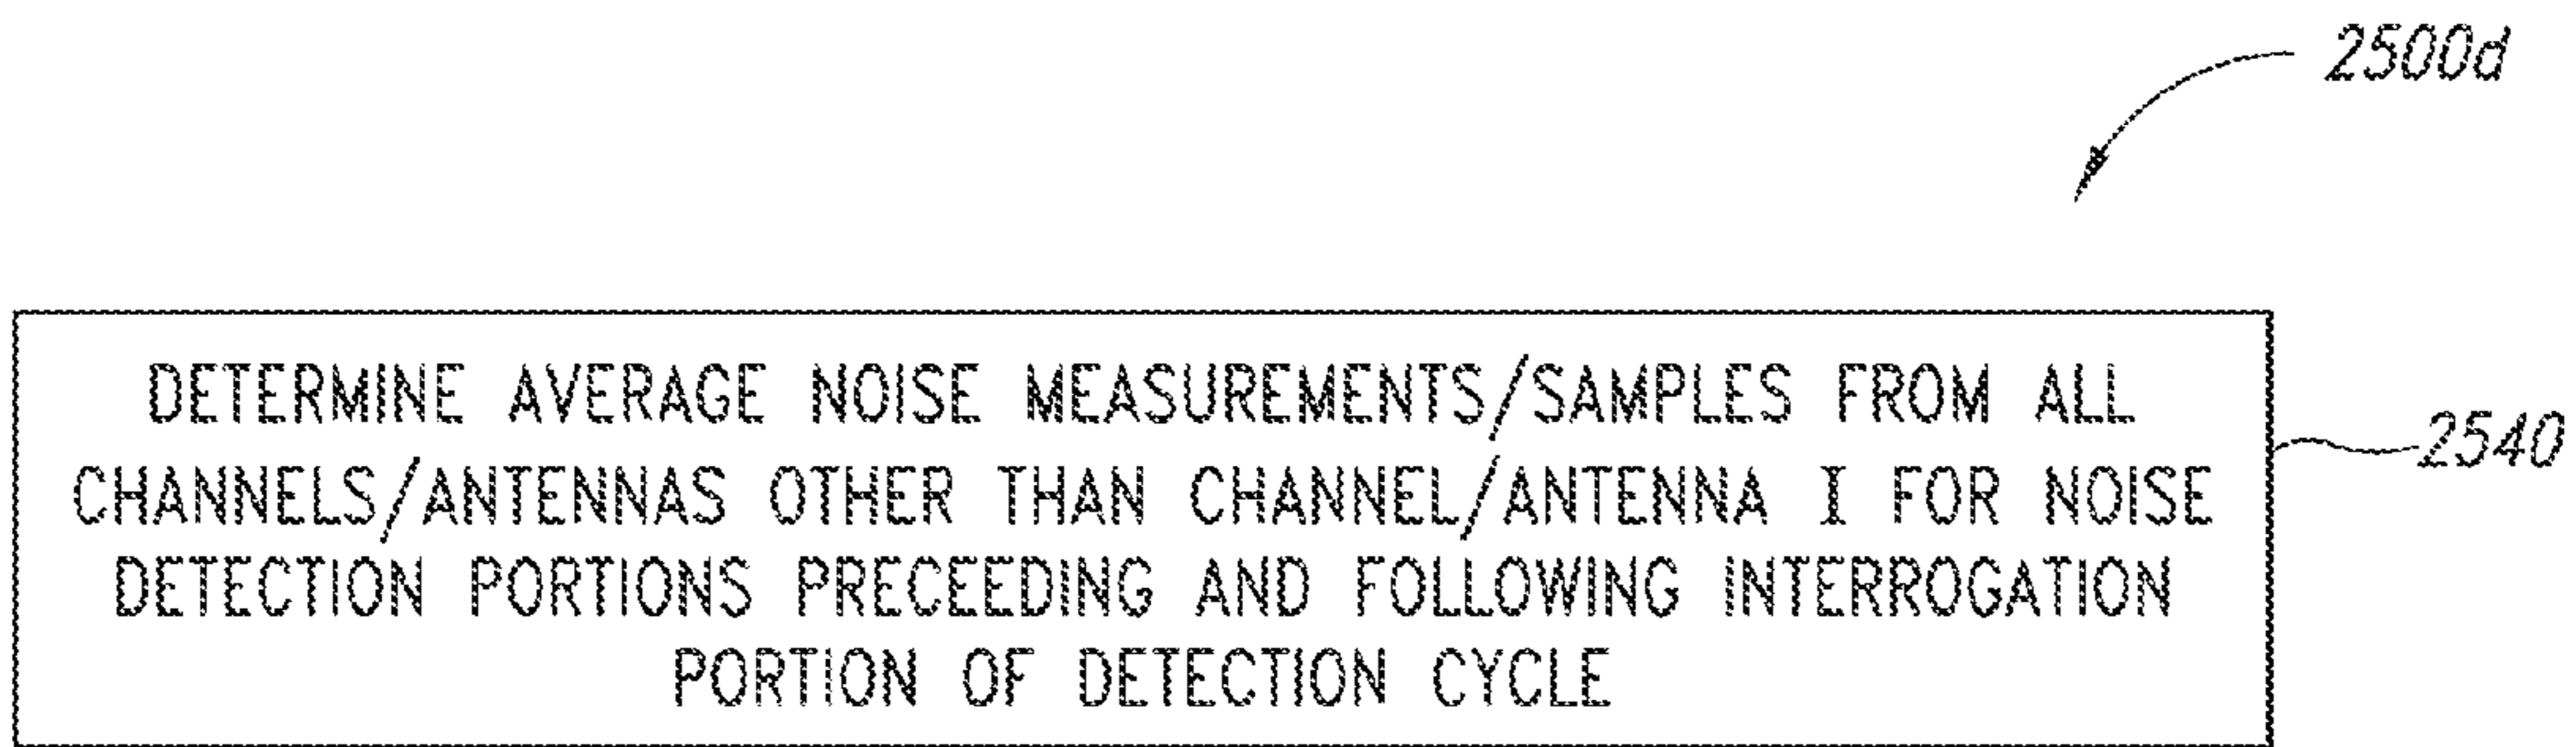 2500d
DETERMINE AVERAGE NOISE MEASUREMENTS/SAMPLES FROM ALL
CHANNELS/ANTENNAS OTHER THAN CHANNEL/ANTENNA I FOR NOISE
DETECTION PORTIONS PRECEEDING AND FOLLOWING INTERROGATION
PORTION OF DETECTION CYCLE
2540